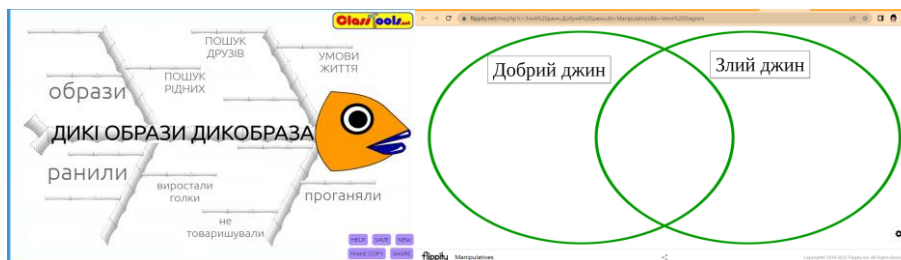 ClassTools.net
ПОШУК
ДРУЗІВ
УМОВИ
ЖИТТЯ
ПОШУК
РІДНИХ
образи
ДИКІ ОБРАЗИ ДИКОБРАЗА
ранили
виростали
голки
проганяли
не
товаришували
HELP SAVE NEW
MAKE COPY SHARE
Добрий джин
Злий джин
flippity Manipulatives